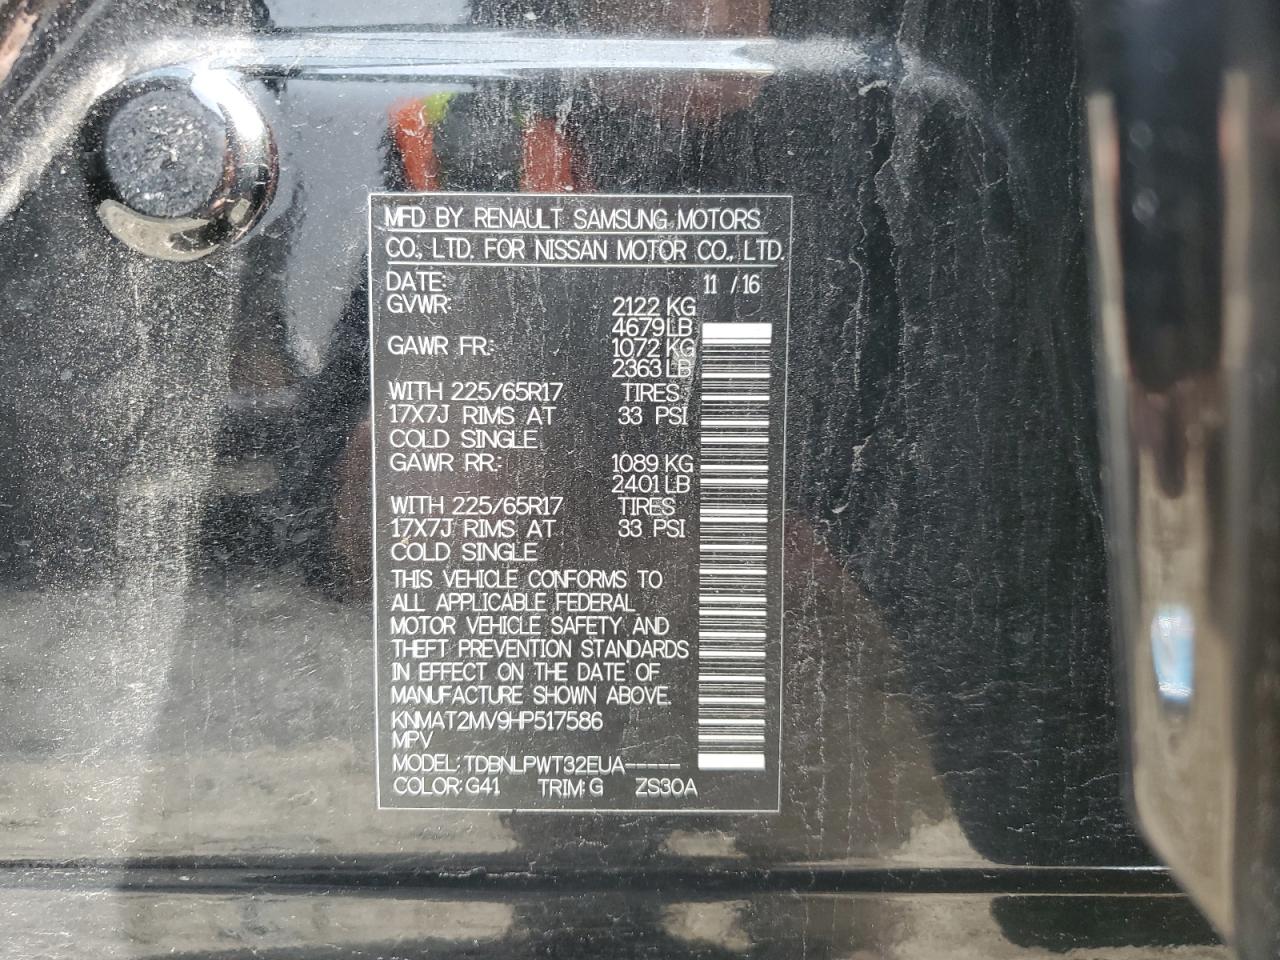 MFD BY RENAULT SAMSUNG MOTORS
CO., LTD. FOR NISSAN MOTOR CO., LTD.
DATE: 11 / 16
GVWR: 2122 KG
4679 LB
GAWR FR: 1072 KG
2363 LB
WITH 225/65R17 TIRES
17X7J RIMS AT 33 PSI
COLD SINGLE
GAWR RR: 1089 KG
2401 LB
WITH 225/65R17 TIRES
17X7J RIMS AT 33 PSI
COLD SINGLE
THIS VEHICLE CONFORMS TO
ALL APPLICABLE FEDERAL
MOTOR VEHICLE SAFETY AND
THEFT PREVENTION STANDARDS
IN EFFECT ON THE DATE OF
MANUFACTURE SHOWN ABOVE.
KNMAT2MV9HP517586
MPV
MODEL: TDBNLPWT32EUA-----
COLOR: G41 TRIM: G ZS30A